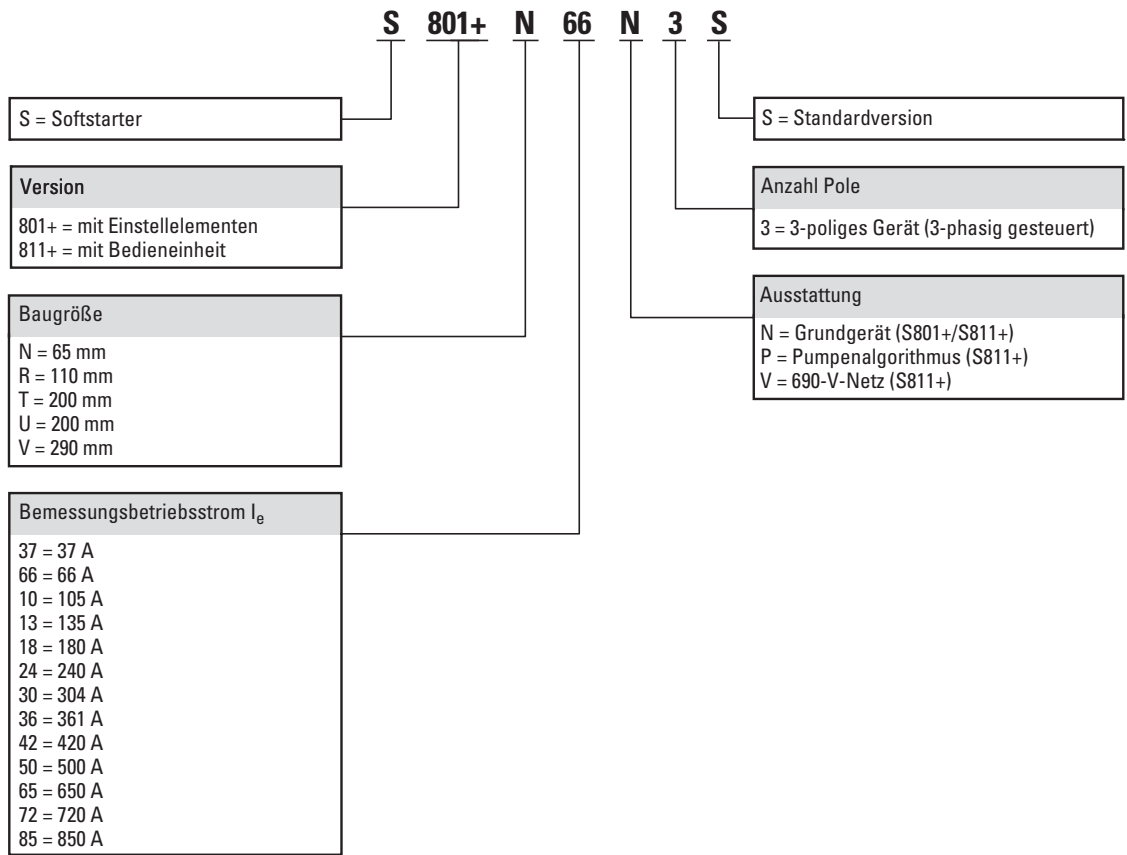 S 801+ N 66 N 3 S
S = Softstarter
Version
801+ = mit Einstellelementen
811+ = mit Bedieneinheit
Baugröße
N = 65 mm
R = 110 mm
T = 200 mm
U = 200 mm
V = 290 mm
Bemessungsbetriebsstrom Ie
37 = 37 A
66 = 66 A
10 = 105 A
13 = 135 A
18 = 180 A
24 = 240 A
30 = 304 A
36 = 361 A
42 = 420 A
50 = 500 A
65 = 650 A
72 = 720 A
85 = 850 A
S = Standardversion
Anzahl Pole
3 = 3-poliges Gerät (3-phasig gesteuert)
Ausstattung
N = Grundgerät (S801+/S811+)
P = Pumpenalgorithmus (S811+)
V = 690-V-Netz (S811+)